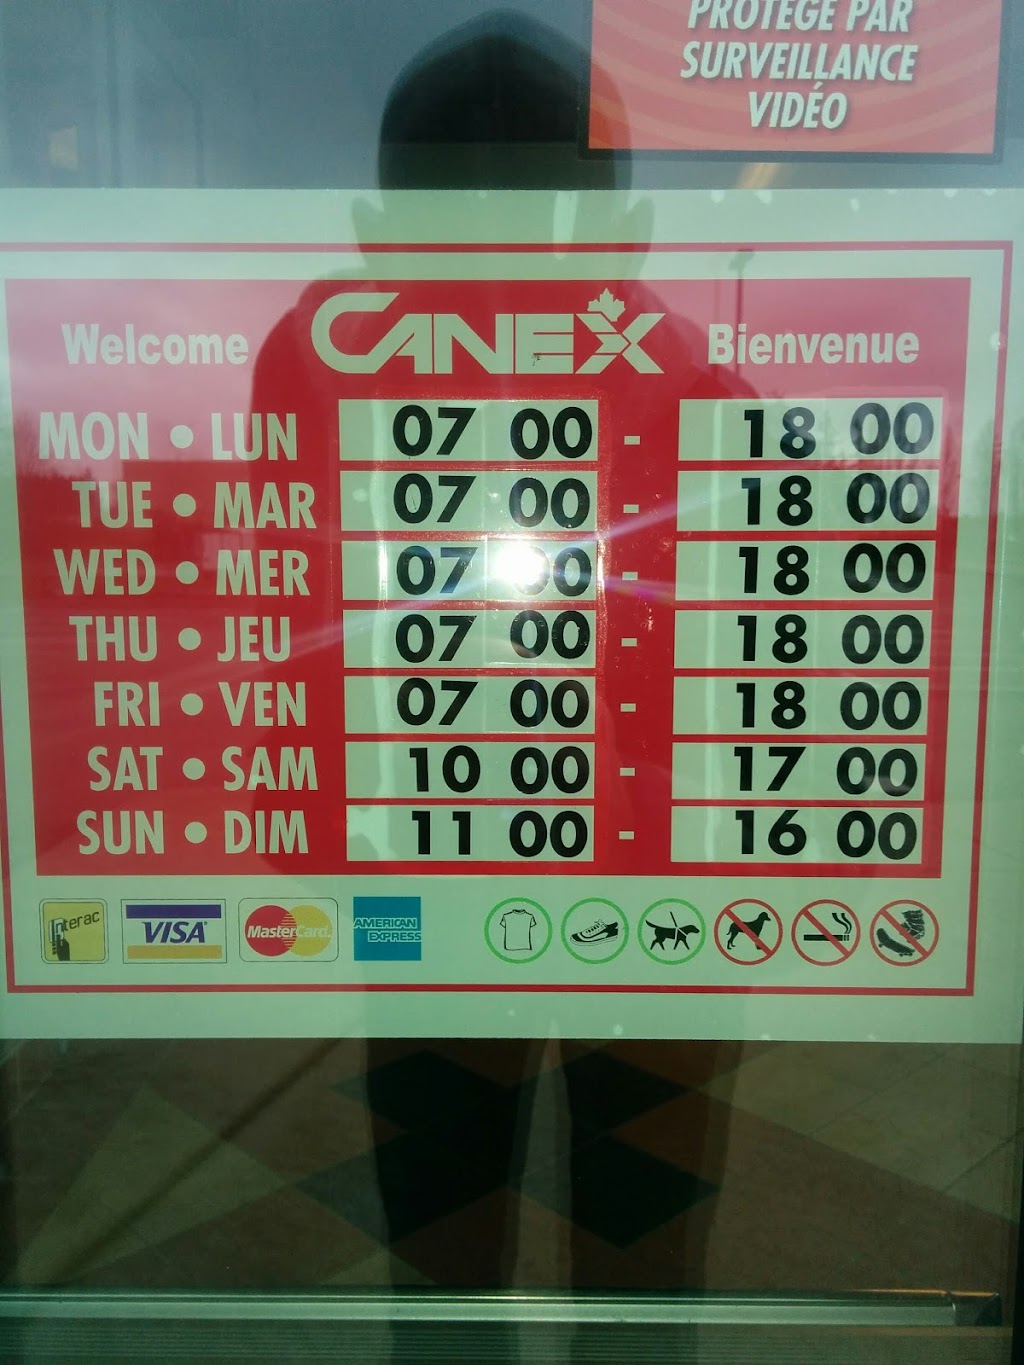 PROTÉGÉ PAR
SURVEILLANCE
VIDÉO
Welcome CANEX Bienvenue
MON • LUN 07 00 - 18 00
TUE • MAR 07 00 - 18 00
WED • MER 07 00 - 18 00
THU • JEU 07 00 - 18 00
FRI • VEN 07 00 - 18 00
SAT • SAM 10 00 - 17 00
SUN • DIM 11 00 - 16 00
Interac VISA MasterCard. AMERICAN
EXPRESS